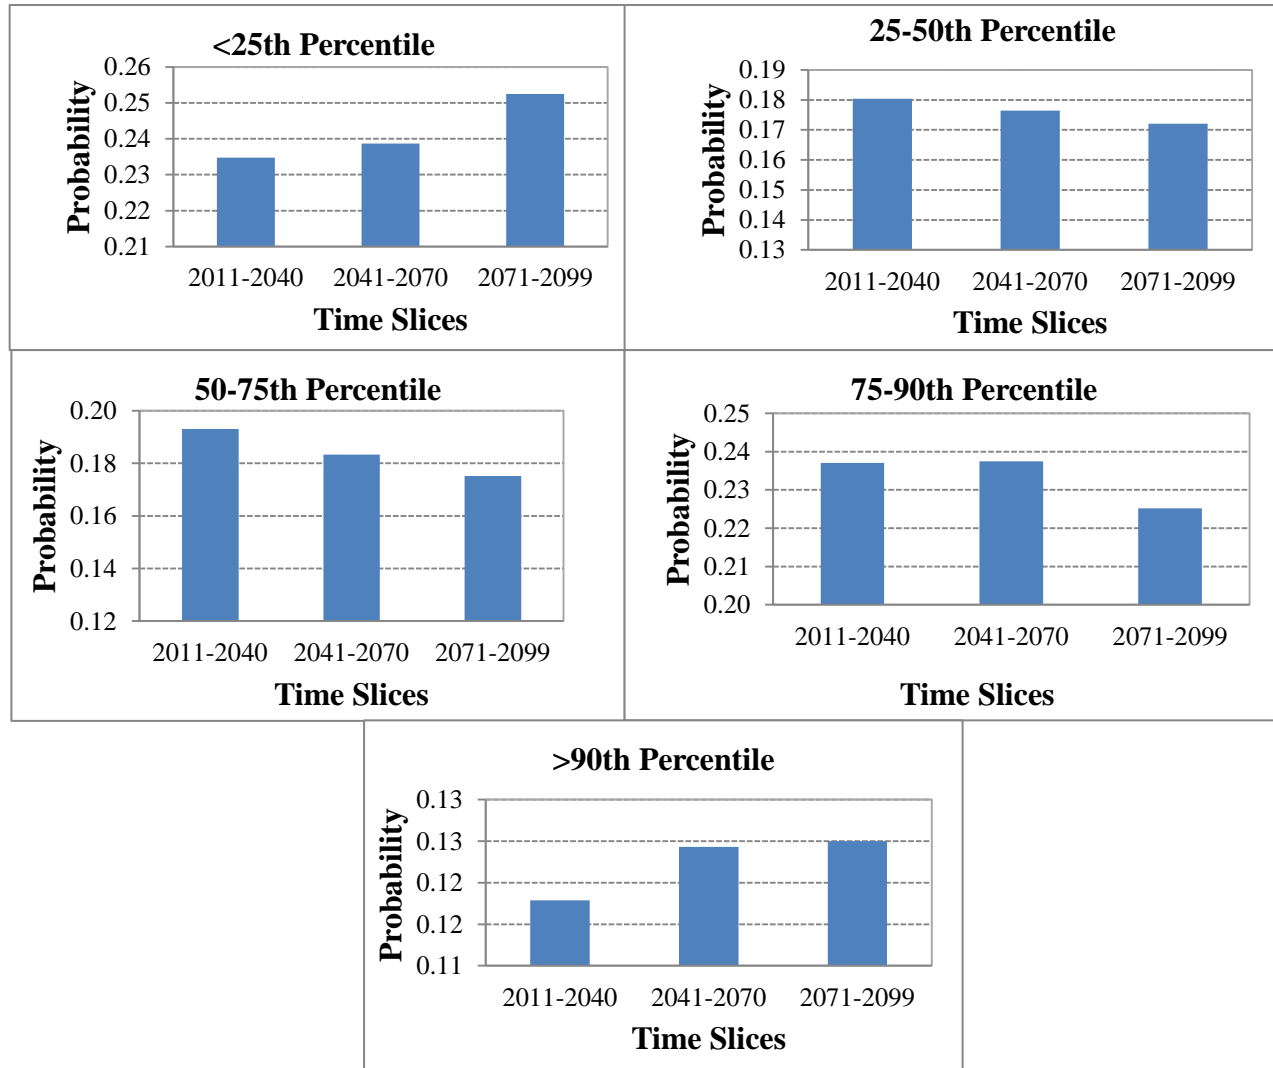 <25th Percentile
Probability
0.26
0.25
0.24
0.23
0.22
0.21
2011-2040 2041-2070 2071-2099
Time Slices
25-50th Percentile
Probability
0.19
0.18
0.17
0.16
0.15
0.14
0.13
2011-2040 2041-2070 2071-2099
Time Slices
50-75th Percentile
Probability
0.20
0.18
0.16
0.14
0.12
2011-2040 2041-2070 2071-2099
Time Slices
75-90th Percentile
Probability
0.25
0.24
0.23
0.22
0.21
0.20
2011-2040 2041-2070 2071-2099
Time Slices
>90th Percentile
Probability
0.13
0.13
0.12
0.12
0.11
2011-2040 2041-2070 2071-2099
Time Slices